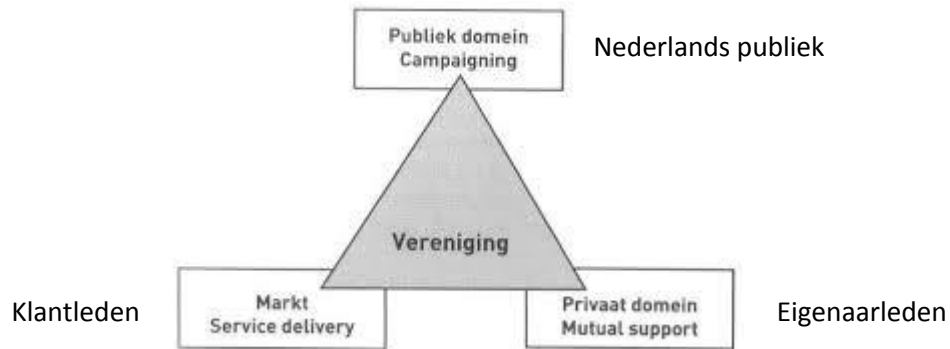 Publiek domein
Campaigning
Nederlands publiek
Vereniging
Klantleden
Markt
Service delivery
Privaat domein
Mutual support
Eigenaarleden